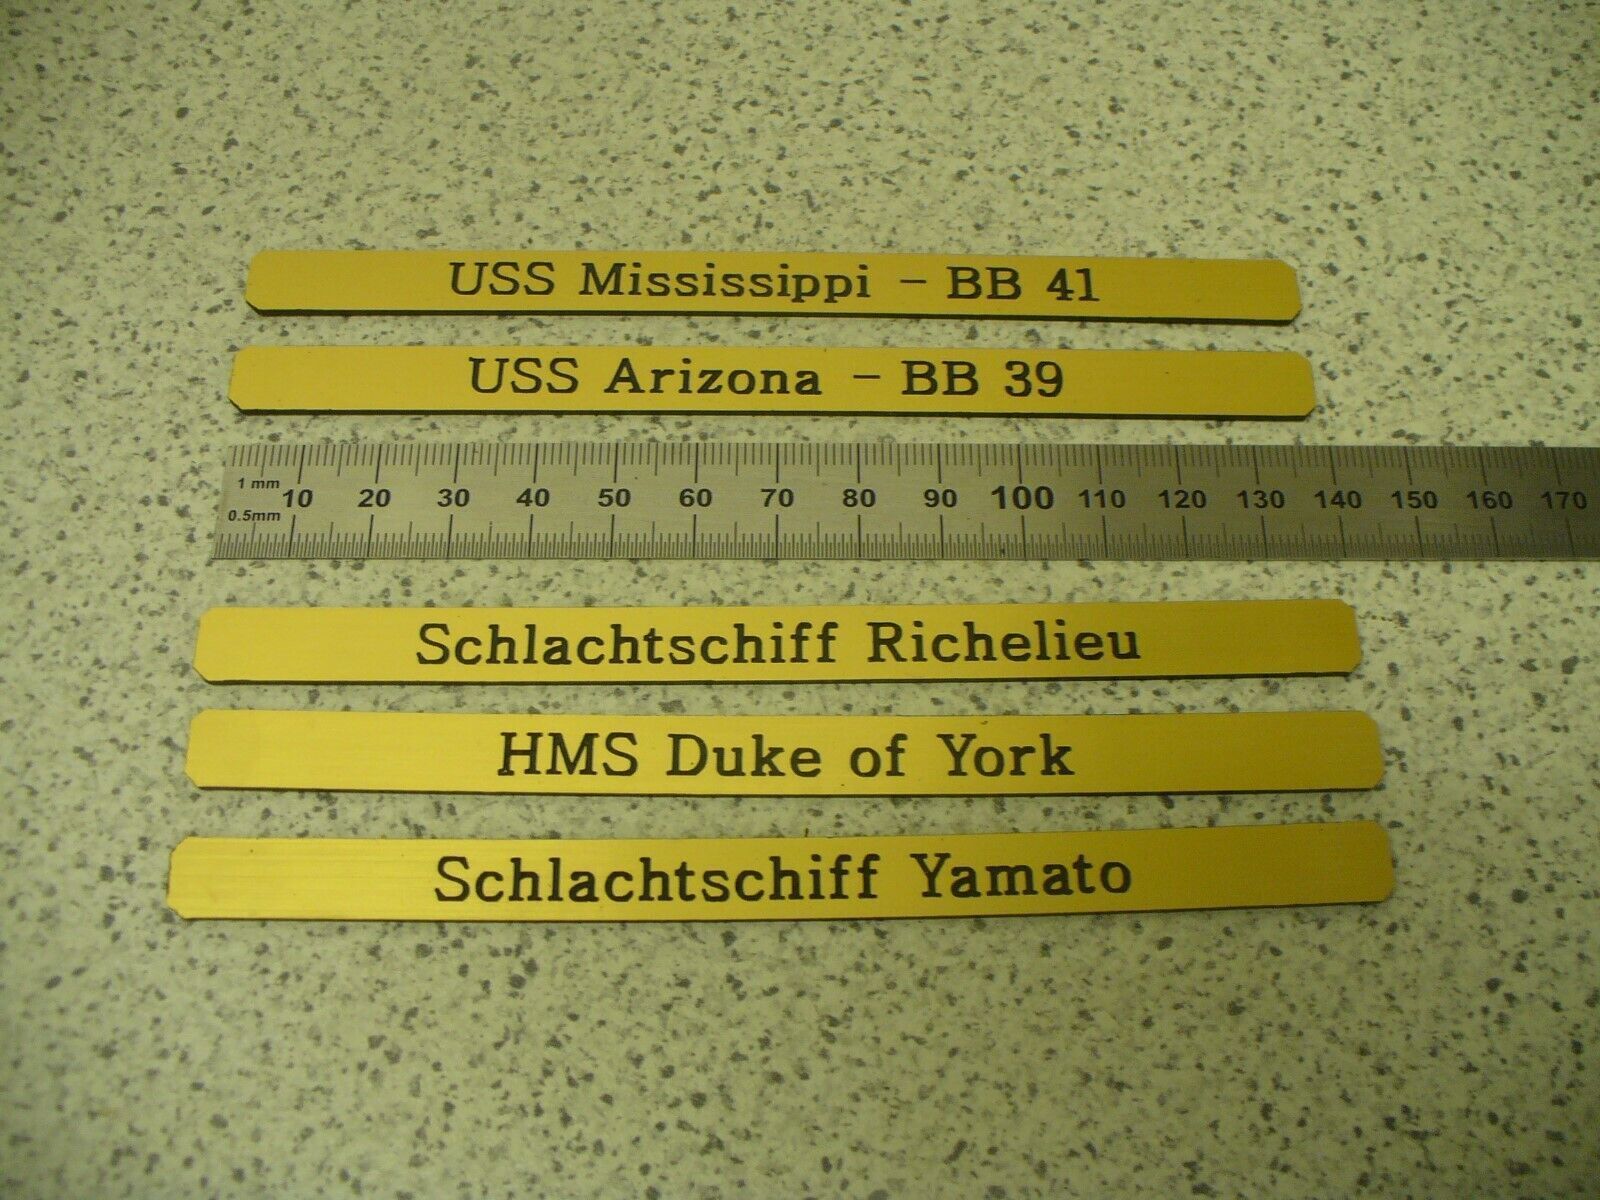 USS Mississippi - BB 41
USS Arizona - BB 39
1 mm
10 20 30 40 50 60 70 80 90 100 110 120 130 140 150 160 170
0.5mm
Schlachtschiff Richelieu
HMS Duke of York
Schlachtschiff Yamato